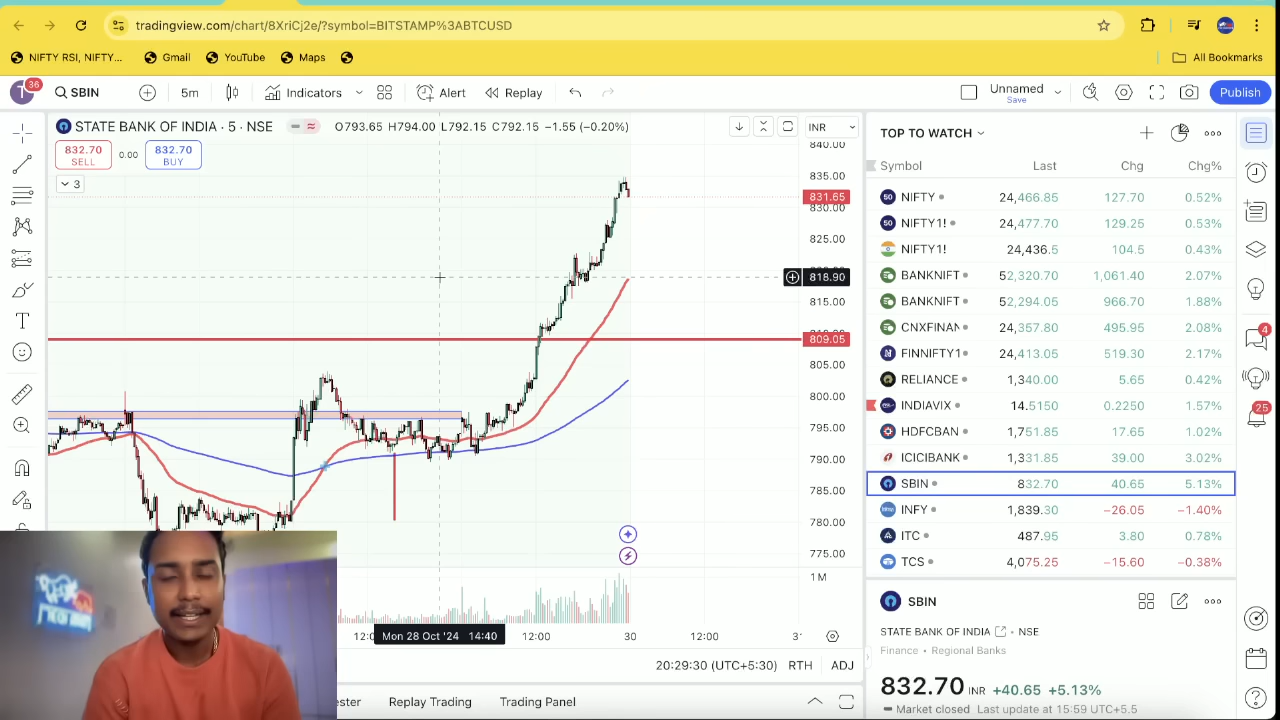 tradingview.com/chart/8XriCj2e/?symbol=BITSTAMP%3ABTCUSD
NIFTY RSI, NIFTY... Gmail YouTube Maps All Bookmarks
T 36 SBIN 5m Indicators Alert Replay Unnamed Save Publish
STATE BANK OF INDIA · 5 · NSE O793.65 H794.00 L792.15 C792.15 −1.55 (−0.20%) INR
832.70 SELL 0.00 832.70 BUY
3
840.00
835.00
831.65
830.00
825.00
818.90
815.00
809.05
805.00
800.00
795.00
790.00
785.00
780.00
775.00
1 M
12:0 Mon 28 Oct '24 14:40 12:00 30 12:00 3
20:29:30 (UTC+5:30) RTH ADJ
ester Replay Trading Trading Panel
TOP TO WATCH
Symbol Last Chg Chg%
50 NIFTY 24,466.85 127.70 0.52%
50 NIFTY1! 24,477.70 129.25 0.53%
NIFTY1! 24,436.5 104.5 0.43%
BANKNIFT 52,320.70 1,061.40 2.07%
BANKNIFT 52,294.05 966.70 1.88%
CNXFINAN 24,357.80 495.95 2.08%
FINNIFTY1 24,413.05 519.30 2.17%
RELIANCE 1,340.00 5.65 0.42%
INDIAVIX 14.5150 0.2250 1.57%
HDFCBAN 1,751.85 17.65 1.02%
ICICIBANK 1,331.85 39.00 3.02%
SBIN 832.70 40.65 5.13%
INFY 1,839.30 −26.05 −1.40%
ITC 487.95 3.80 0.78%
TCS 4,075.25 −15.60 −0.38%
SBIN
STATE BANK OF INDIA · NSE
Finance · Regional Banks
832.70 INR +40.65 +5.13%
Market closed Last update at 15:59 UTC+5.5
4
25